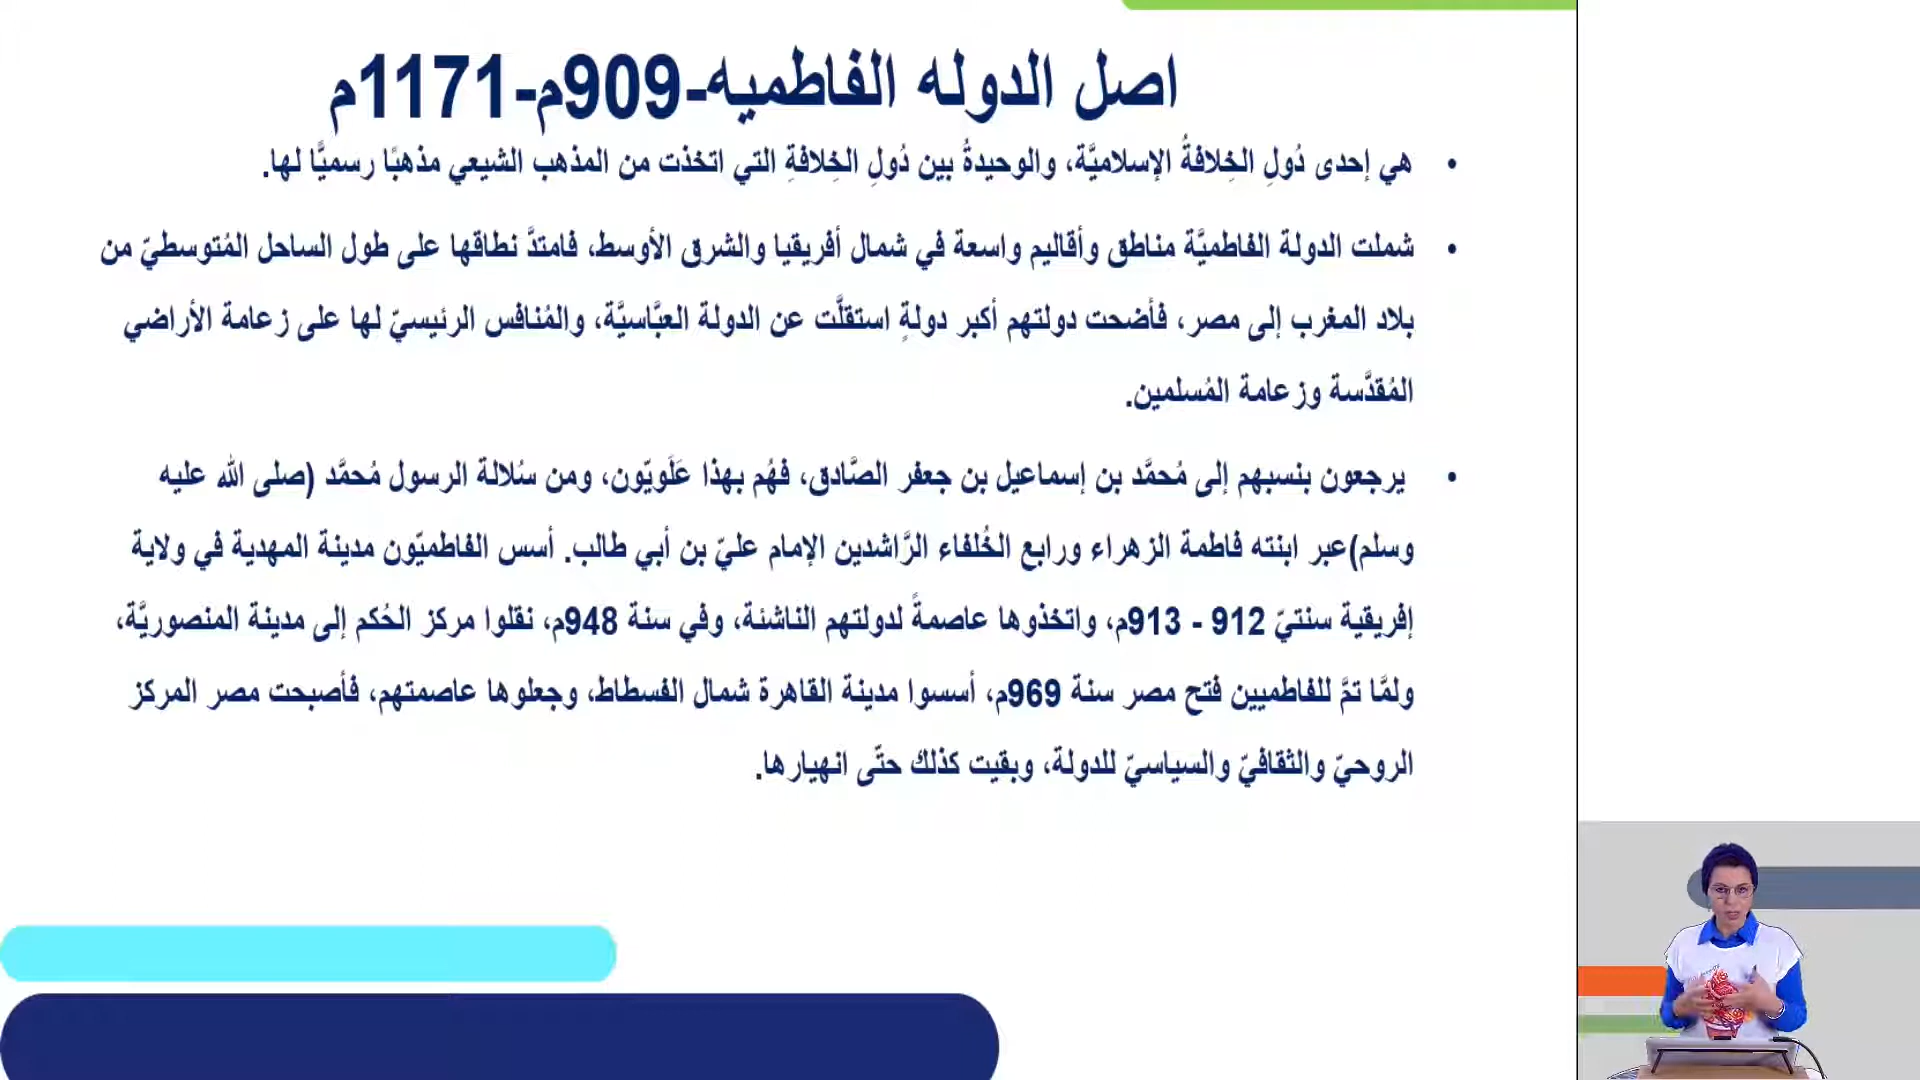 اصل الدوله الفاطميه-909م-1171م
• هي إحدى دُولِ الخِلافةُ الإسلاميَّة، والوحيدةُ بين دُولِ الخِلافةِ التي اتخذت من المذهب الشيعي مذهبًا رسميًّا لها.
• شملت الدولة الفاطميَّة مناطق وأقاليم واسعة في شمال أفريقيا والشرق الأوسط، فامتدَّ نطاقها على طول الساحل المُتوسطيّ من
بلاد المغرب إلى مصر، فأضحت دولتهم أكبر دولةٍ استقلَّت عن الدولة العبَّاسيَّة، والمُنافس الرئيسيّ لها على زعامة الأراضي
المُقدَّسة وزعامة المُسلمين.
• يرجعون بنسبهم إلى مُحمَّد بن إسماعيل بن جعفر الصَّادق، فهُم بهذا عَلَويّون، ومن سُلالة الرسول مُحمَّد (صلى الله عليه
وسلم)عبر ابنته فاطمة الزهراء ورابع الخُلفاء الرَّاشدين الإمام عليّ بن أبي طالب. أسس الفاطميّون مدينة المهدية في ولاية
إفريقية سنتيّ 912 - 913م، واتخذوها عاصمةً لدولتهم الناشئة، وفي سنة 948م، نقلوا مركز الحُكم إلى مدينة المنصوريَّة،
ولمَّا تمَّ للفاطميين فتح مصر سنة 969م، أسسوا مدينة القاهرة شمال الفسطاط، وجعلوها عاصمتهم، فأصبحت مصر المركز
الروحيّ والثقافيّ والسياسيّ للدولة، وبقيت كذلك حتّى انهيارها.